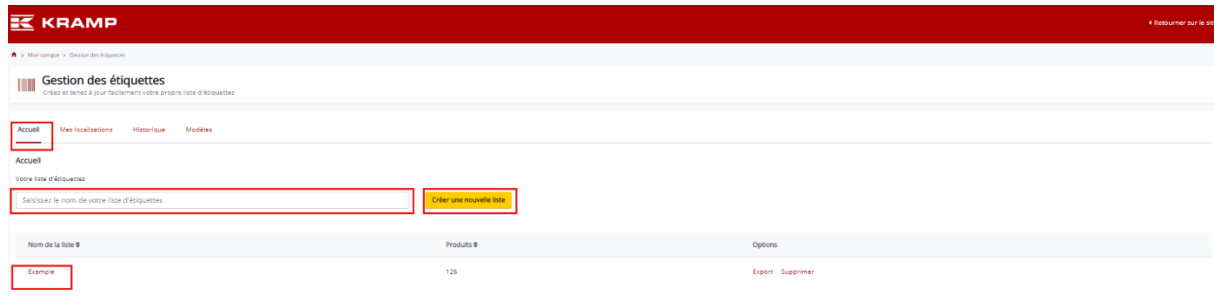 KRAMP
Retourner sur le sit
> Mon compte > Gestion des étiquettes
Gestion des étiquettes
Créez et tenez à jour facilement votre propre liste d'étiquettes
Accueil Mes localisations Historique Modèles
Accueil
Votre liste d'étiquettes
Saisissez le nom de votre liste d'étiquettes Créer une nouvelle liste
Nom de la liste Produits Options
Example 126 Export Supprimer